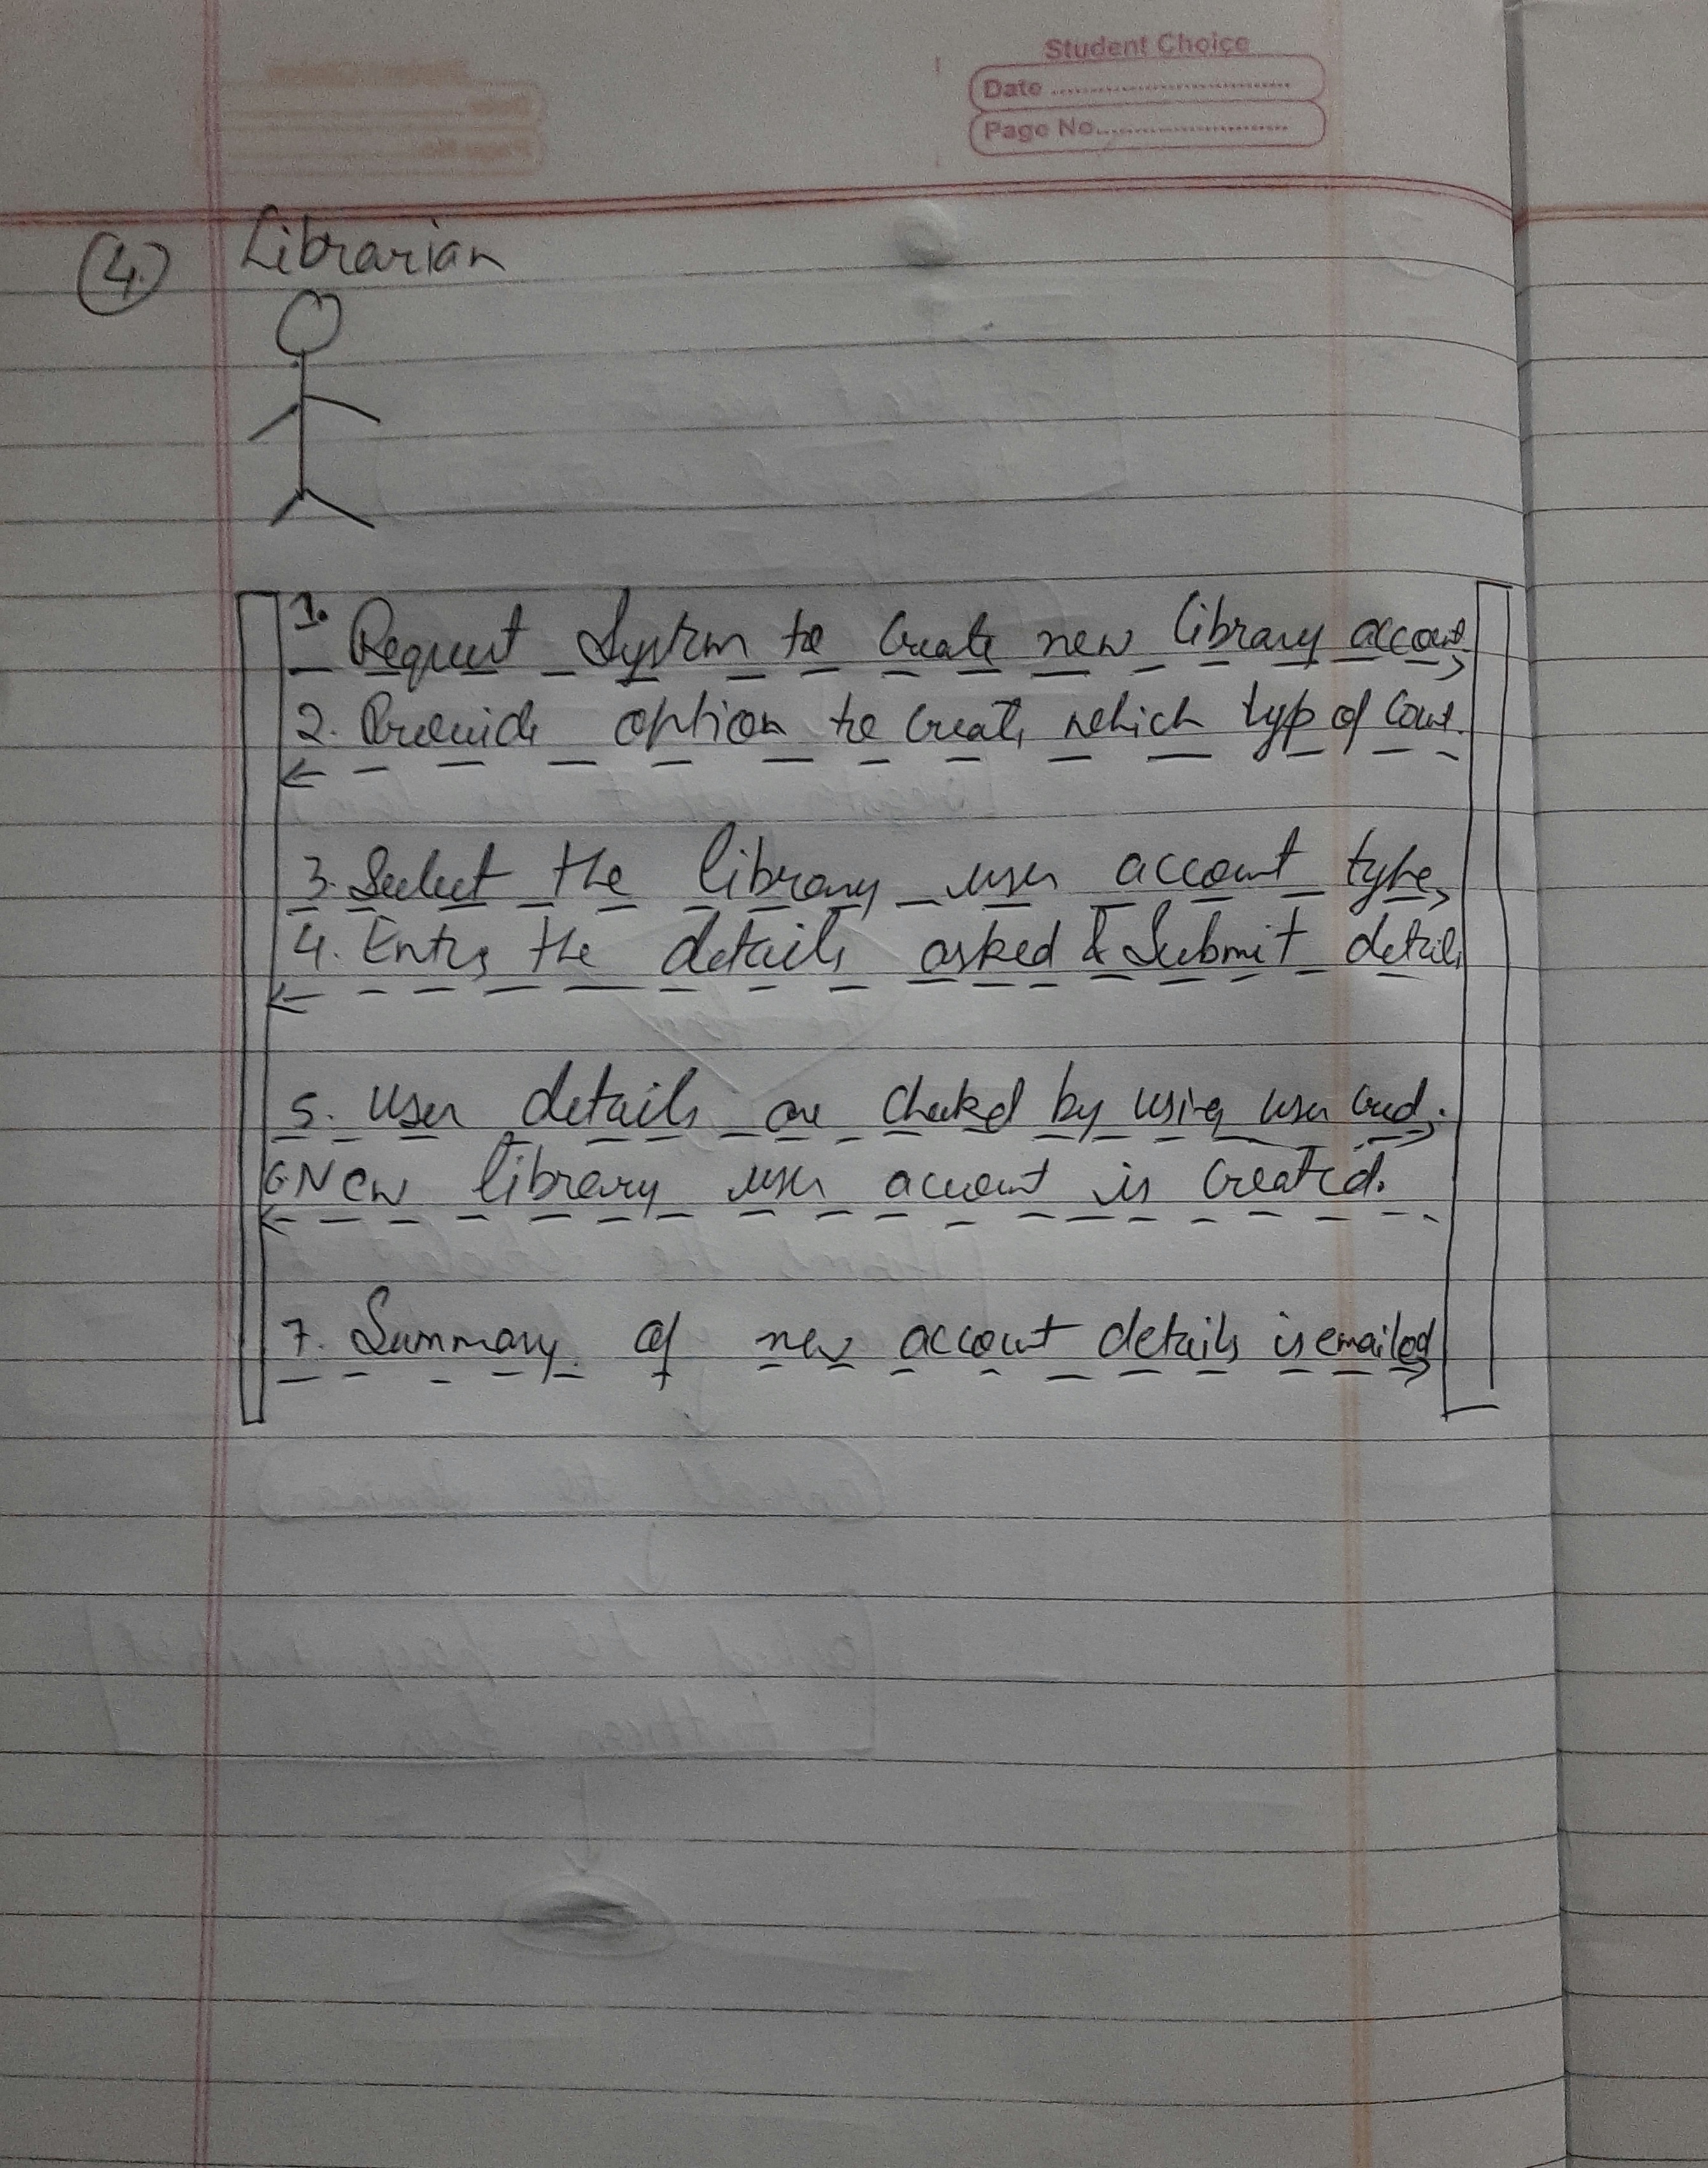 Student Choice
Date
Page No.
(4.) Librarian
1. Request System to create new library account
2. Provide option to create which type of
3. Select the library user account type
4. Enter the details asked & Submit details
5. User details are checked by using user cred.
6. New library user account is created.
7. Summary of new account details is emailed